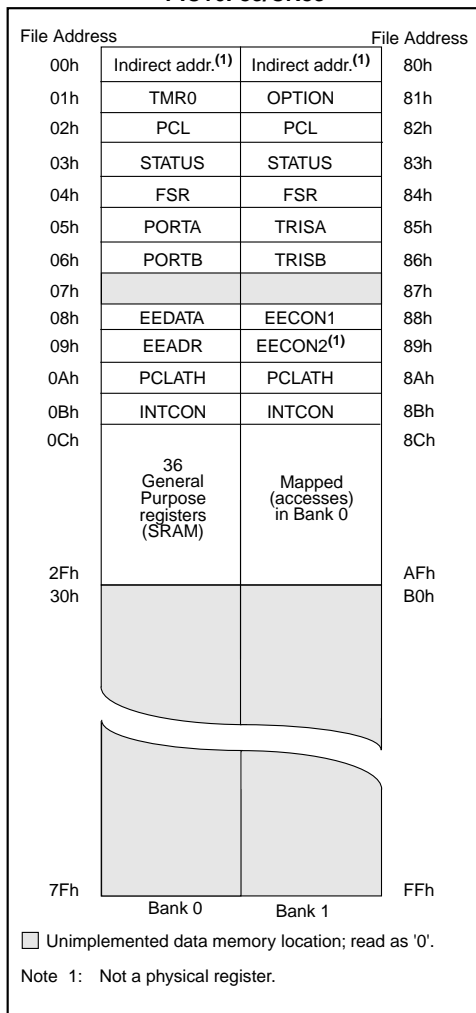 File Address File Address
00h Indirect addr.(1) Indirect addr.(1) 80h
01h TMR0 OPTION 81h
02h PCL PCL 82h
03h STATUS STATUS 83h
04h FSR FSR 84h
05h PORTA TRISA 85h
06h PORTB TRISB 86h
07h 87h
08h EEDATA EECON1 88h
09h EEADR EECON2(1) 89h
0Ah PCLATH PCLATH 8Ah
0Bh INTCON INTCON 8Bh
0Ch 8Ch
36
General
Purpose
registers
(SRAM)
Mapped
(accesses)
in Bank 0
2Fh AFh
30h B0h
7Fh FFh
Bank 0 Bank 1
Unimplemented data memory location; read as '0'.
Note 1: Not a physical register.